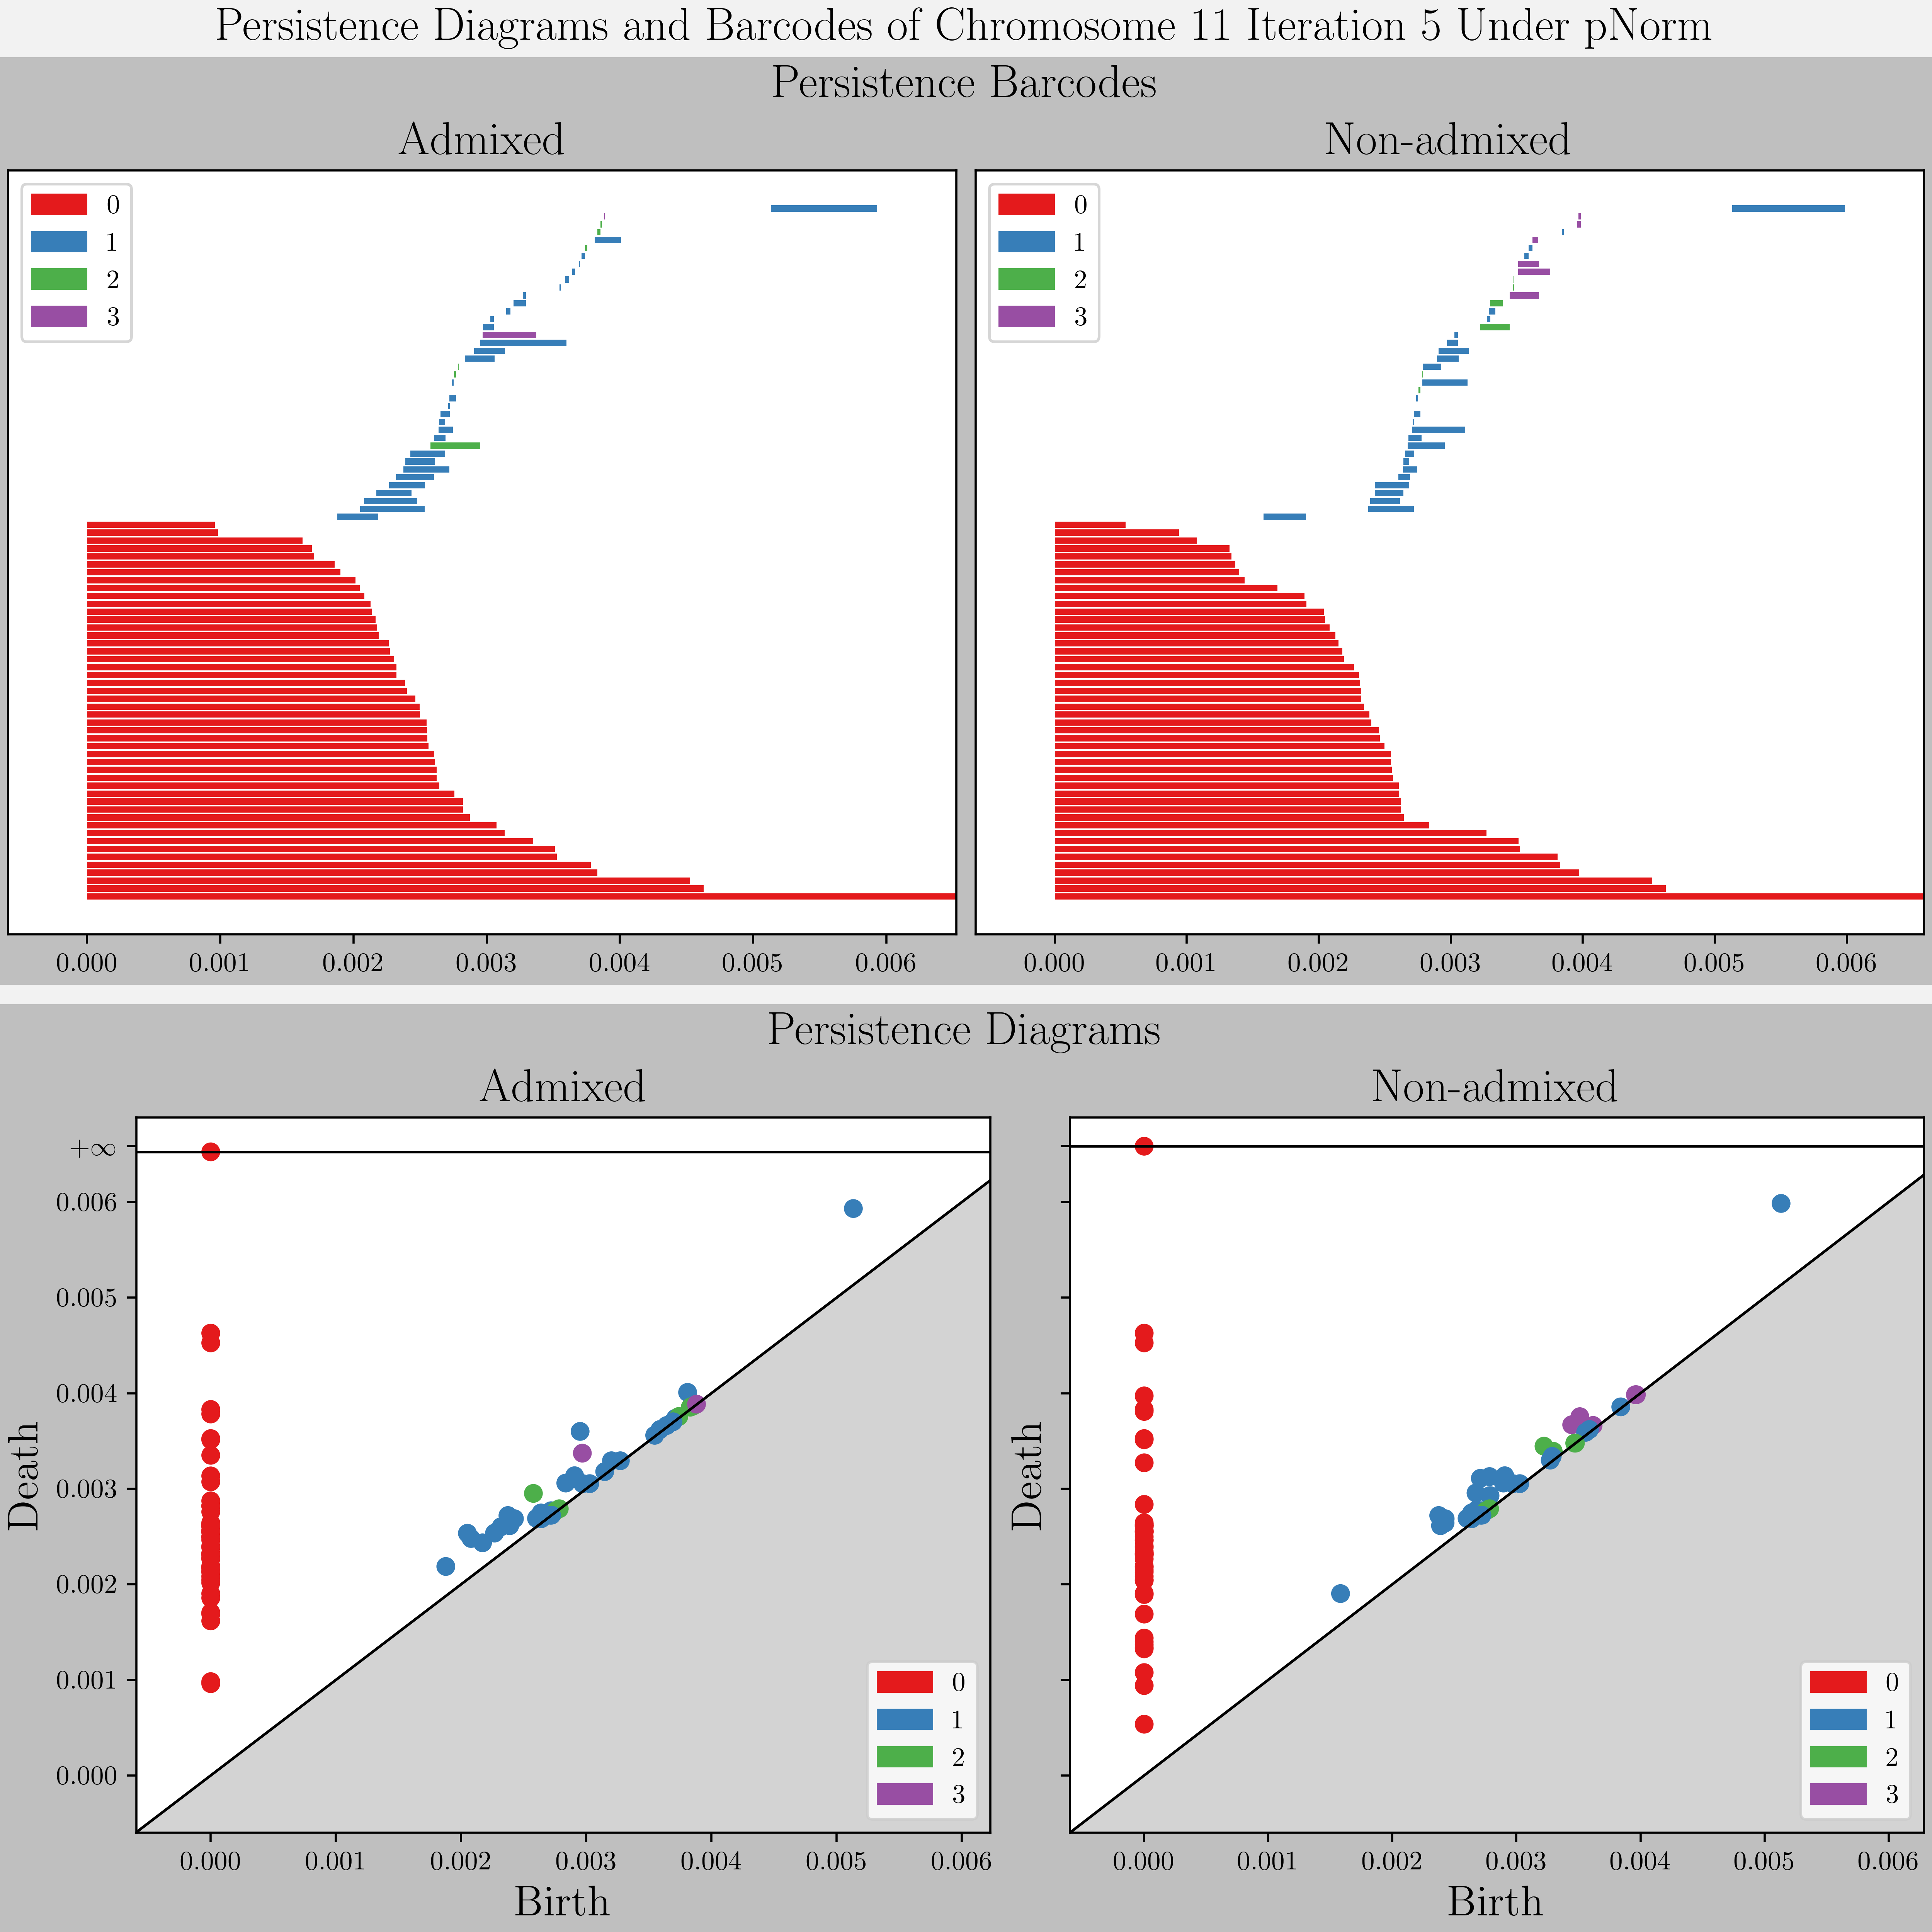 Persistence Diagrams and Barcodes of Chromosome 11 Iteration 5 Under pNorm
Persistence Barcodes
Admixed
0
1
2
3
0.000 0.001 0.002 0.003 0.004 0.005 0.006
Non-admixed
0
1
2
3
0.000 0.001 0.002 0.003 0.004 0.005 0.006
Persistence Diagrams
Admixed
Death
+∞
0.006
0.005
0.004
0.003
0.002
0.001
0.000
0
1
2
3
0.000 0.001 0.002 0.003 0.004 0.005 0.006
Birth
Non-admixed
Death
0
1
2
3
0.000 0.001 0.002 0.003 0.004 0.005 0.006
Birth